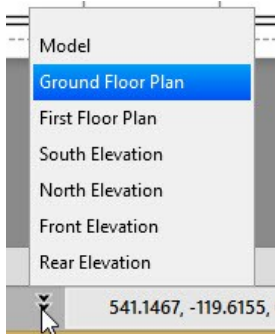 Model
Ground Floor Plan
First Floor Plan
South Elevation
North Elevation
Front Elevation
Rear Elevation
541.1467, -119.6155,